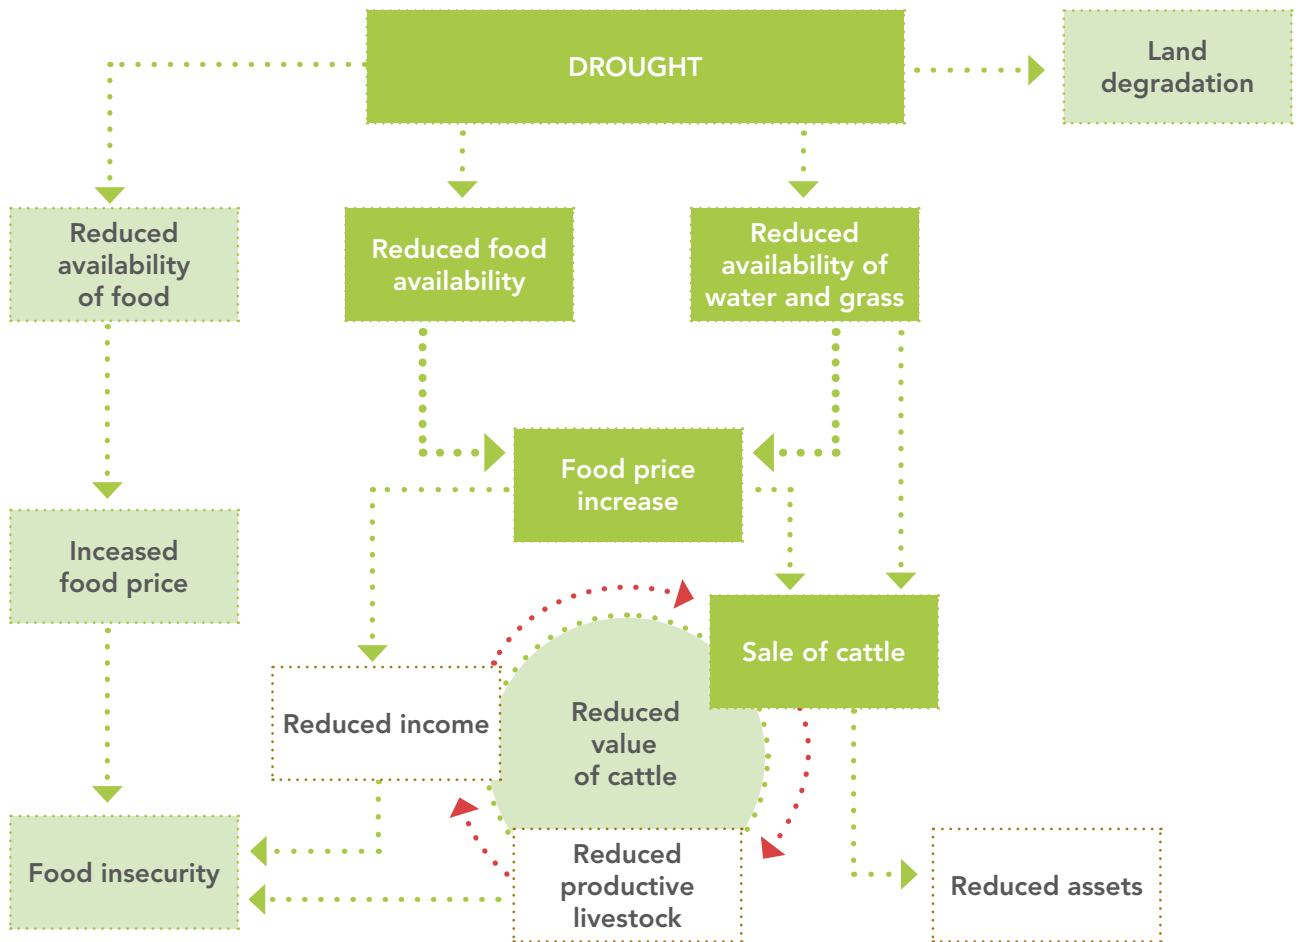 DROUGHT
Land
degradation
Reduced
availability
of food
Reduced food
availability
Reduced
availability of
water and grass
Food price
increase
Inceased
food price
Sale of cattle
Reduced income
Reduced
value
of cattle
Food insecurity
Reduced
productive
livestock
Reduced assets